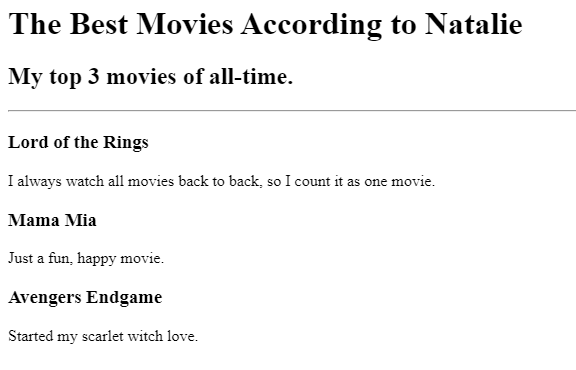 The Best Movies According to Natalie
My top 3 movies of all-time.
Lord of the Rings
I always watch all movies back to back, so I count it as one movie.
Mama Mia
Just a fun, happy movie.
Avengers Endgame
Started my scarlet witch love.